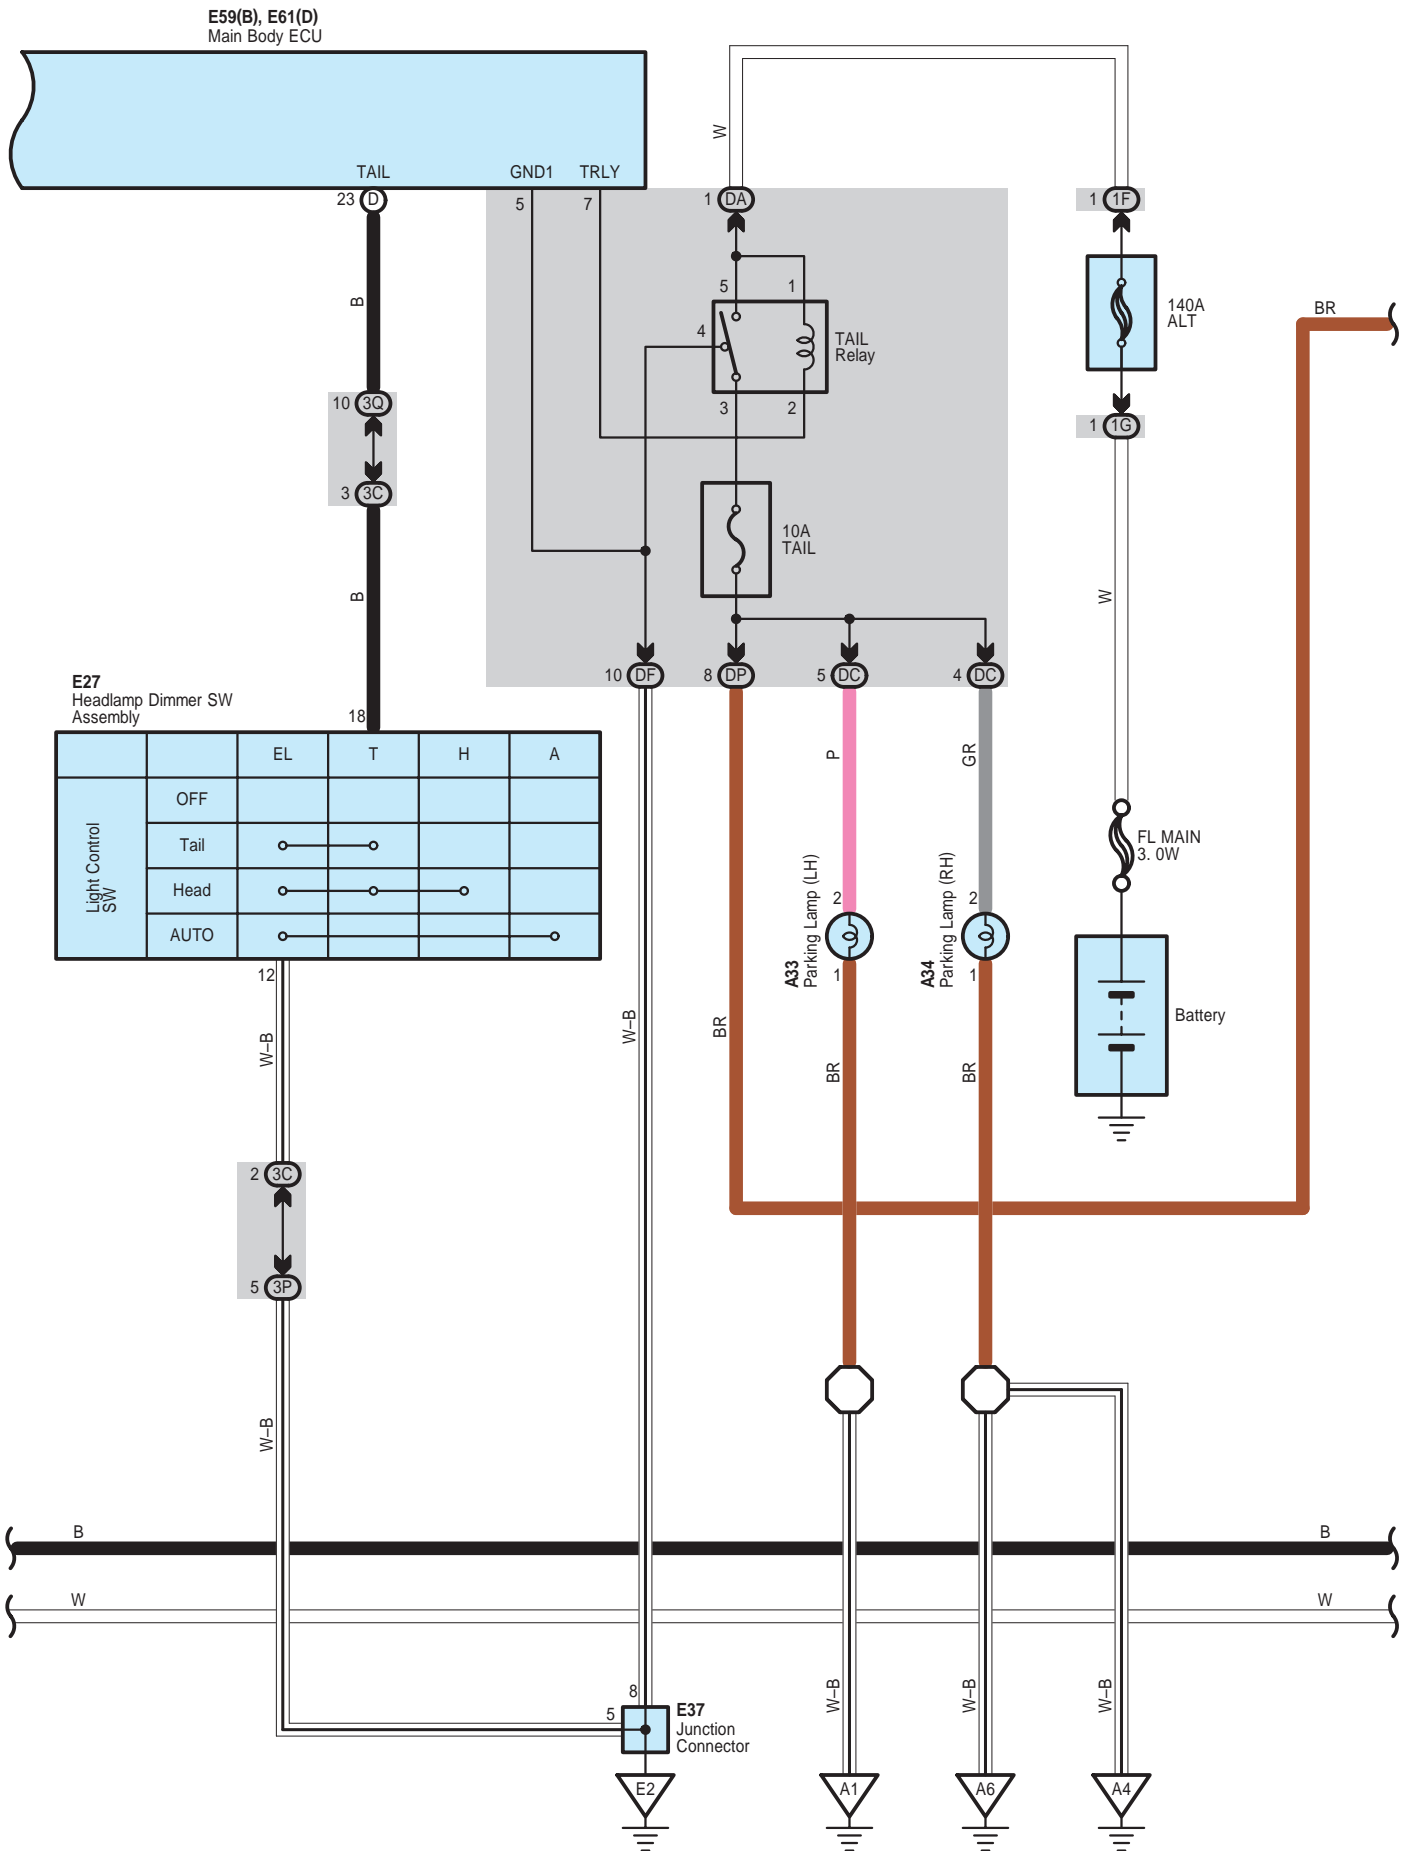 E59(B), E61(D)
Main Body ECU
TAIL
GND1
TRLY
23
D
5
7
1
DA
1
1F
W
B
5
1
4
TAIL
Relay
3
2
140A
ALT
BR
10
3Q
3
3C
1
1G
10A
TAIL
B
W
10
DF
8
DP
5
DC
4
DC
E27
Headlamp Dimmer SW
Assembly
18
EL
T
H
A
Light Control
SW
OFF
Tail
Head
AUTO
12
P
GR
FL MAIN
3. 0W
A33
Parking Lamp (LH)
2
1
A34
Parking Lamp (RH)
2
1
Battery
W–B
W–B
BR
BR
BR
2
3C
5
3P
W–B
B
B
W
W
8
5
E37
Junction
Connector
W–B
W–B
W–B
E2
A1
A6
A4